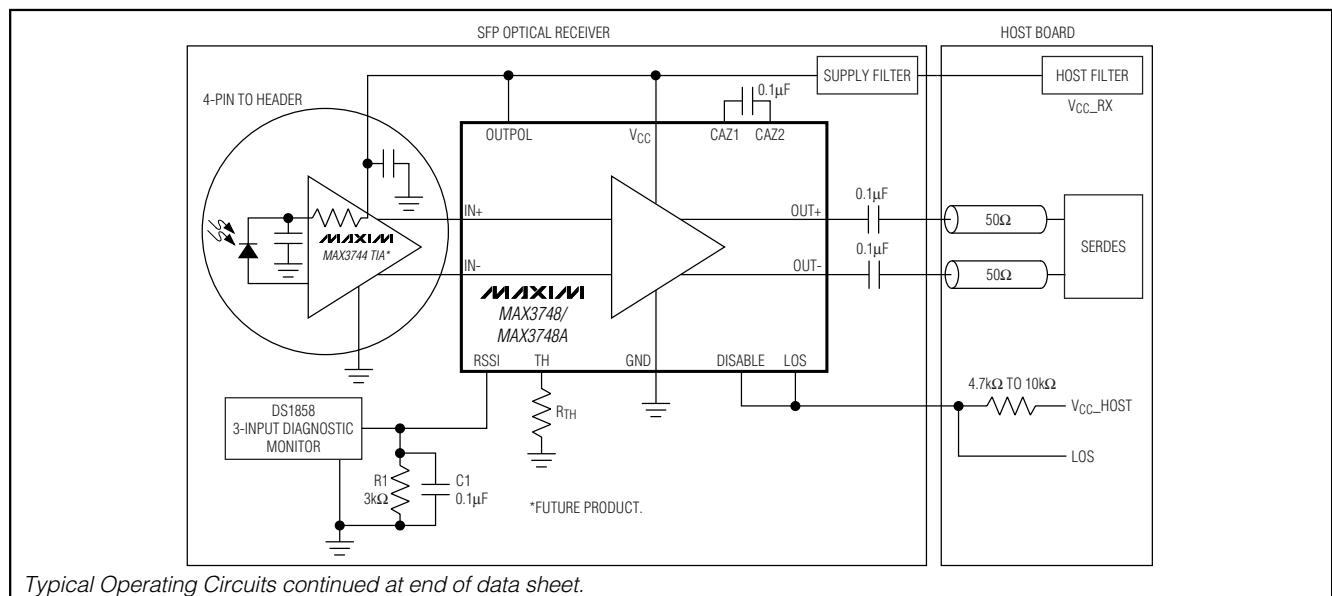 SFP OPTICAL RECEIVER
HOST BOARD
SUPPLY FILTER
HOST FILTER
VCC_RX
4-PIN TO HEADER
0.1μF
OUTPOL
VCC
CAZ1
CAZ2
IN+
OUT+
0.1μF
50Ω
MAXIM
MAX3744 TIA*
SERDES
IN-
OUT-
0.1μF
50Ω
MAXIM
MAX3748/
MAX3748A
RSSI
TH
GND
DISABLE
LOS
4.7kΩ TO 10kΩ
VCC_HOST
RTH
DS1858
3-INPUT DIAGNOSTIC
MONITOR
LOS
R1
3kΩ
C1
0.1μF
*FUTURE PRODUCT.
Typical Operating Circuits continued at end of data sheet.